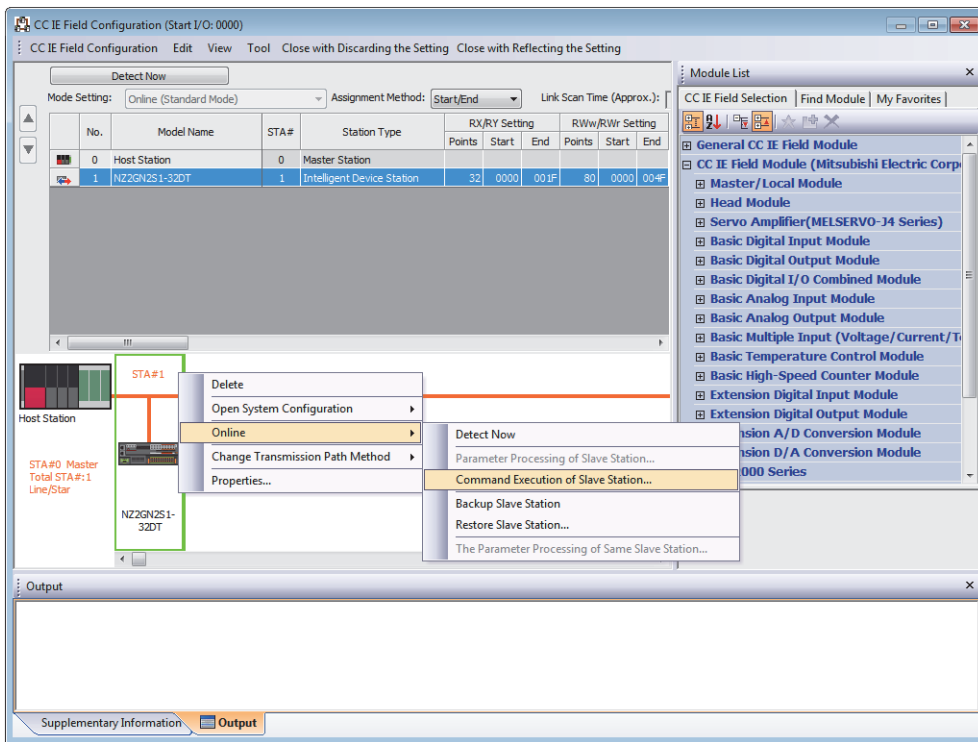 CC IE Field Configuration (Start I/O: 0000)
CC IE Field Configuration Edit View Tool Close with Discarding the Setting Close with Reflecting the Setting
Detect Now
Mode Setting: Online (Standard Mode) Assignment Method: Start/End Link Scan Time (Approx.):
No. Model Name STA# Station Type RX/RY Setting RWw/RWr Setting
Points Start End Points Start End
0 Host Station 0 Master Station
1 NZ2GN2S1-32DT 1 Intelligent Device Station 32 0000 001F 80 0000 004F
Host Station
STA#0 Master
Total STA#:1
Line/Star
STA#1
NZ2GN2S1-
32DT
Delete
Open System Configuration
Online
Change Transmission Path Method
Properties...
Detect Now
Parameter Processing of Slave Station...
Command Execution of Slave Station...
Backup Slave Station
Restore Slave Station...
The Parameter Processing of Same Slave Station...
Module List
CC IE Field Selection Find Module My Favorites
General CC IE Field Module
CC IE Field Module (Mitsubishi Electric Corp
Master/Local Module
Head Module
Servo Amplifier(MELSERVO-J4 Series)
Basic Digital Input Module
Basic Digital Output Module
Basic Digital I/O Combined Module
Basic Analog Input Module
Basic Analog Output Module
Basic Multiple Input (Voltage/Current/T
Basic Temperature Control Module
Basic High-Speed Counter Module
Extension Digital Input Module
Extension Digital Output Module
nsion A/D Conversion Module
nsion D/A Conversion Module
000 Series
Output
Supplementary Information Output